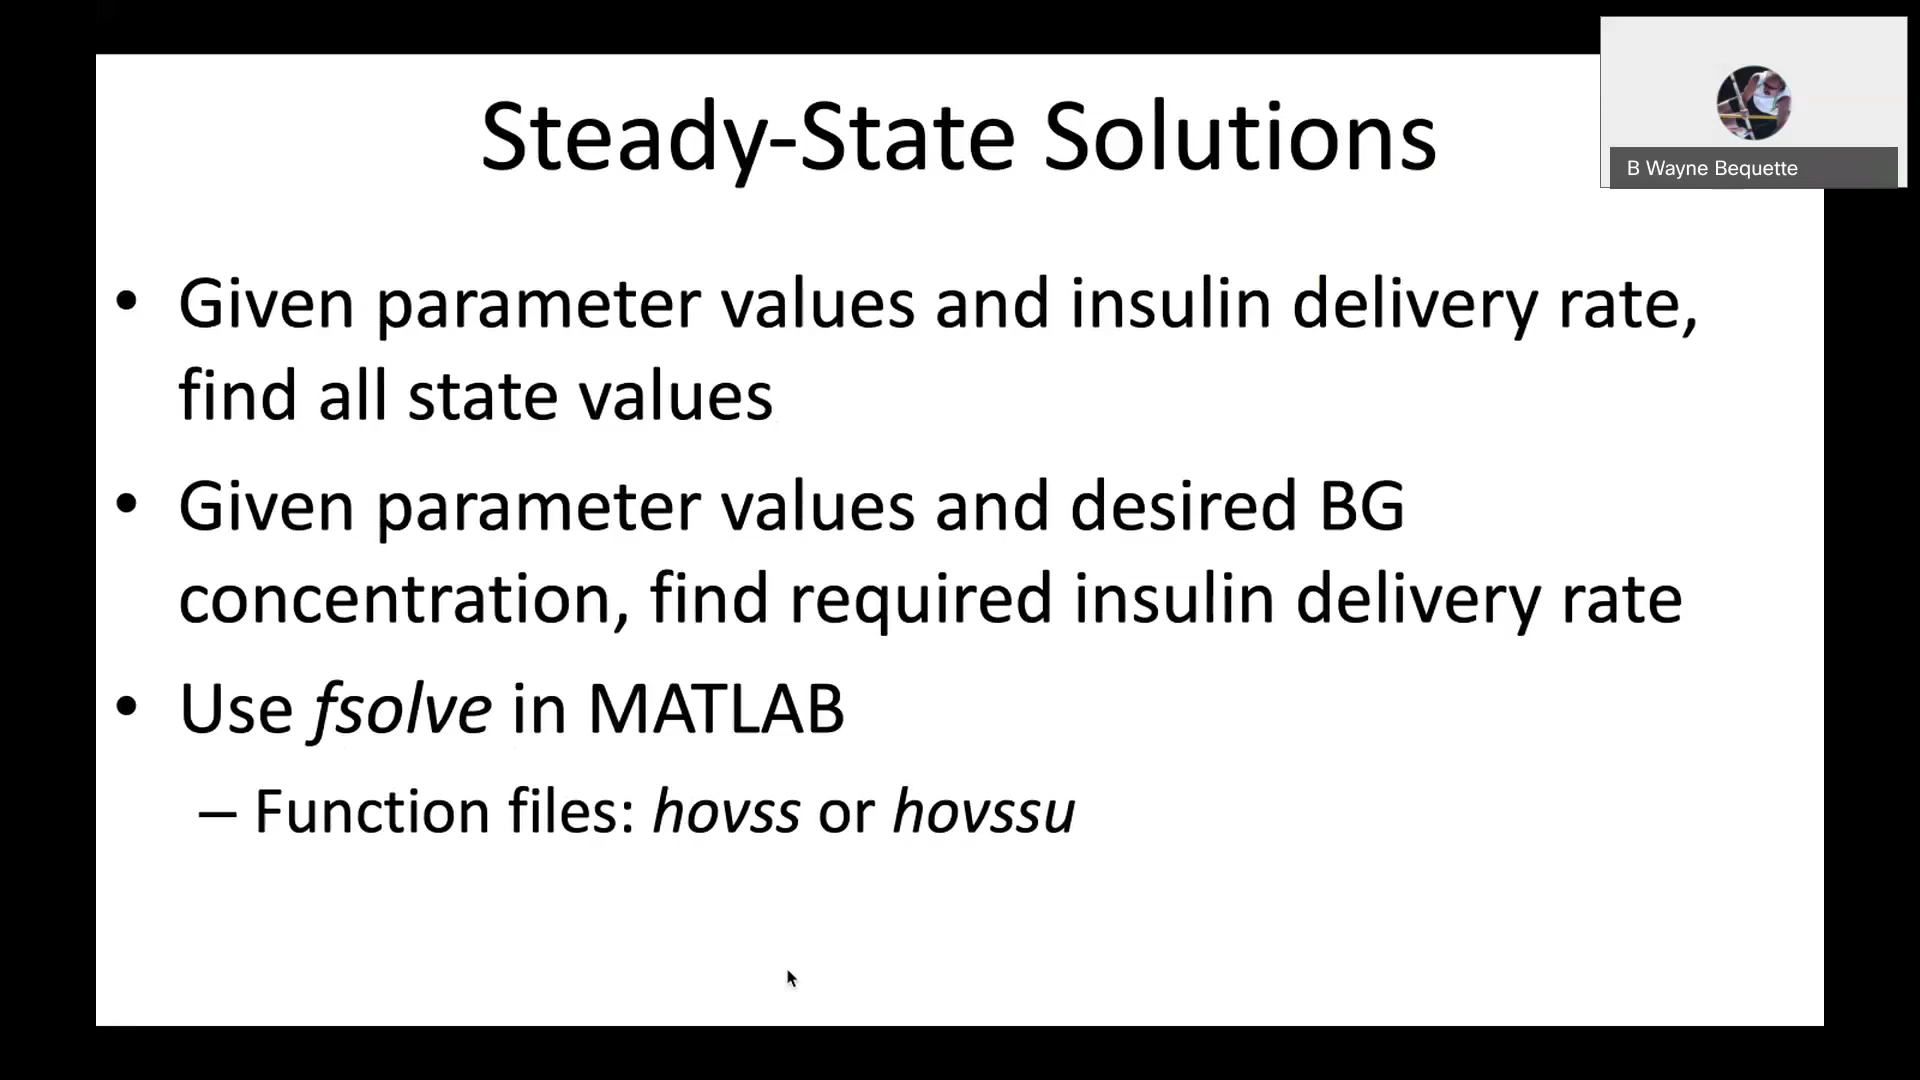 Steady-State Solutions
B Wayne Bequette
• Given parameter values and insulin delivery rate,
find all state values
• Given parameter values and desired BG
concentration, find required insulin delivery rate
• Use fsolve in MATLAB
– Function files: hovss or hovssu